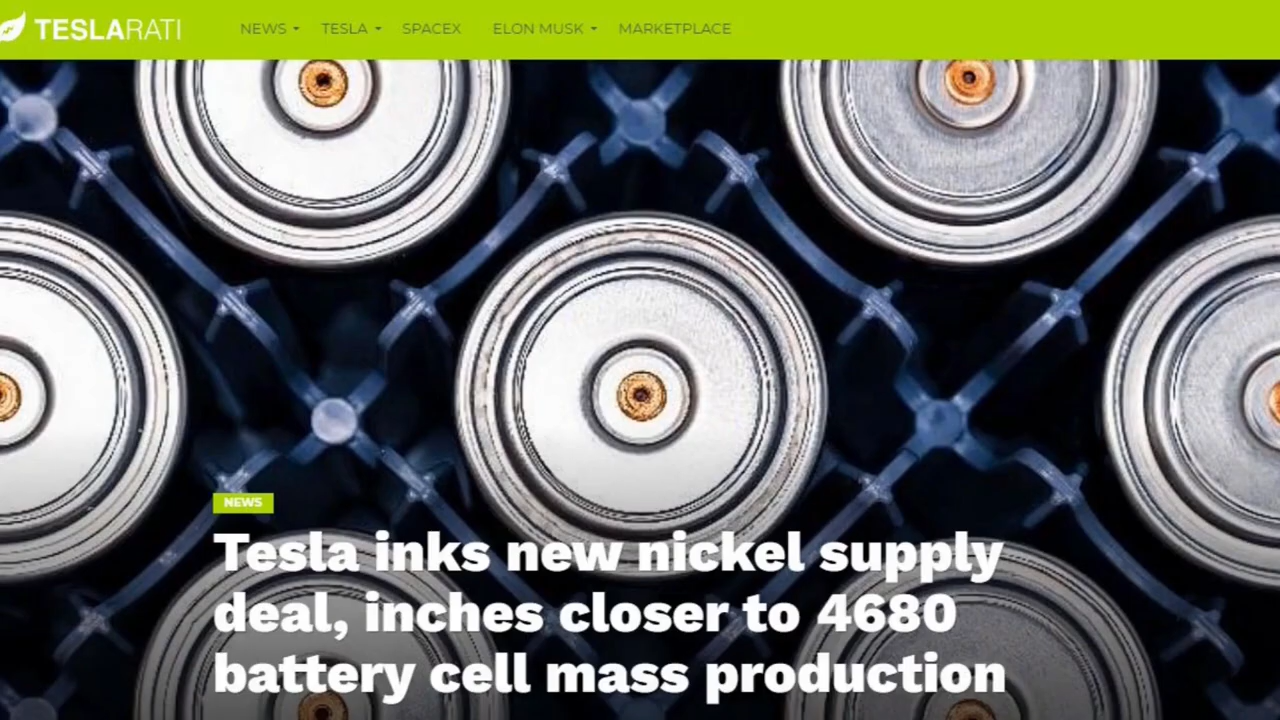 TESLARATI NEWS TESLA SPACEX ELON MUSK MARKETPLACE
NEWS
Tesla inks new nickel supply
deal, inches closer to 4680
battery cell mass production